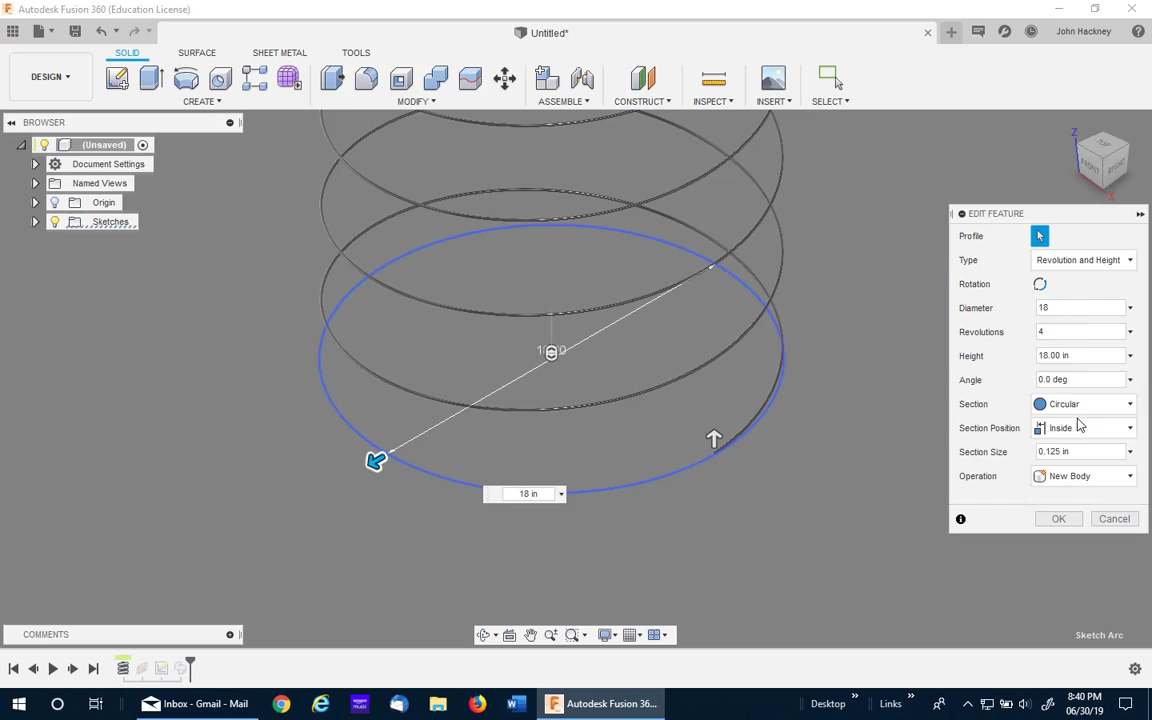 Autodesk Fusion 360 (Education License)
Untitled*
John Hackney
SOLID
SURFACE
SHEET METAL
TOOLS
DESIGN
CREATE
MODIFY
ASSEMBLE
CONSTRUCT
INSPECT
INSERT
SELECT
BROWSER
(Unsaved)
Document Settings
Named Views
Origin
Sketches
TOP
FRONT
RIGHT
Z
X
EDIT FEATURE
Profile
Type Revolution and Height
Rotation
Diameter 18
Revolutions 4
Height 18.00 in
Angle 0.0 deg
Section Circular
Section Position Inside
Section Size 0.125 in
Operation New Body
OK Cancel
18 in
COMMENTS
Sketch Arc
Inbox - Gmail - Mail
Autodesk Fusion 36...
Desktop
Links
8:40 PM
06/30/19